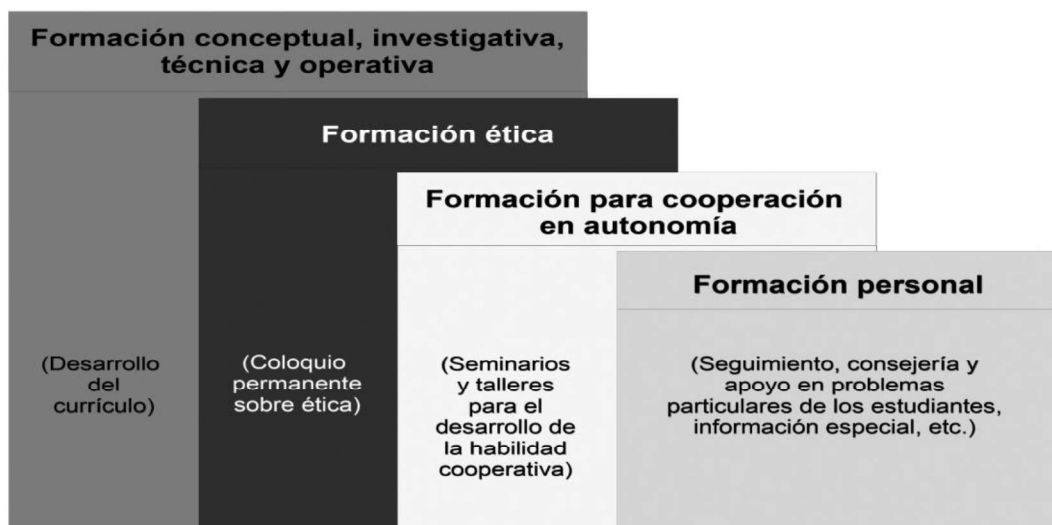 Formación conceptual, investigativa,
técnica y operativa
Formación ética
Formación para cooperación
en autonomía
Formación personal
(Desarrollo
del
currículo)
(Coloquio
permanente
sobre ética)
(Seminarios
y talleres
para el
desarrollo de
la habilidad
cooperativa)
(Seguimiento, consejería y
apoyo en problemas
particulares de los estudiantes,
información especial, etc.)